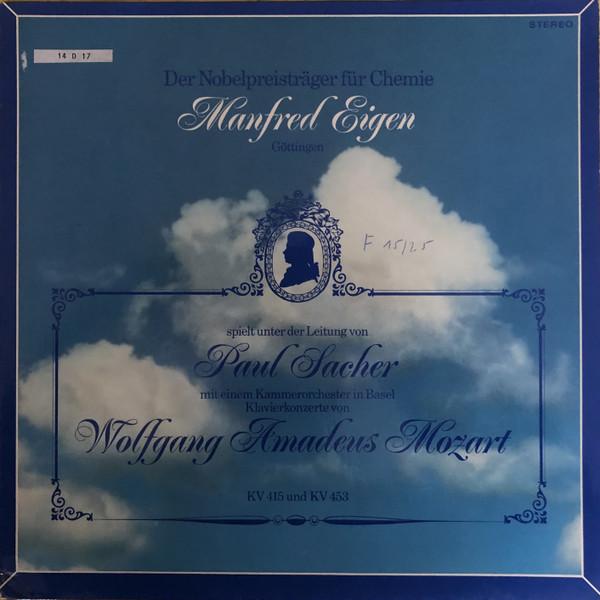 STEREO
14 D 17
Der Nobelpreisträger für Chemie
Manfred Eigen
Göttingen
F 15/25
spielt unter der Leitung von
Paul Sacher
mit einem Kammerorchester in Basel
Klavierkonzerte von
Wolfgang Amadeus Mozart
KV 415 und KV 453